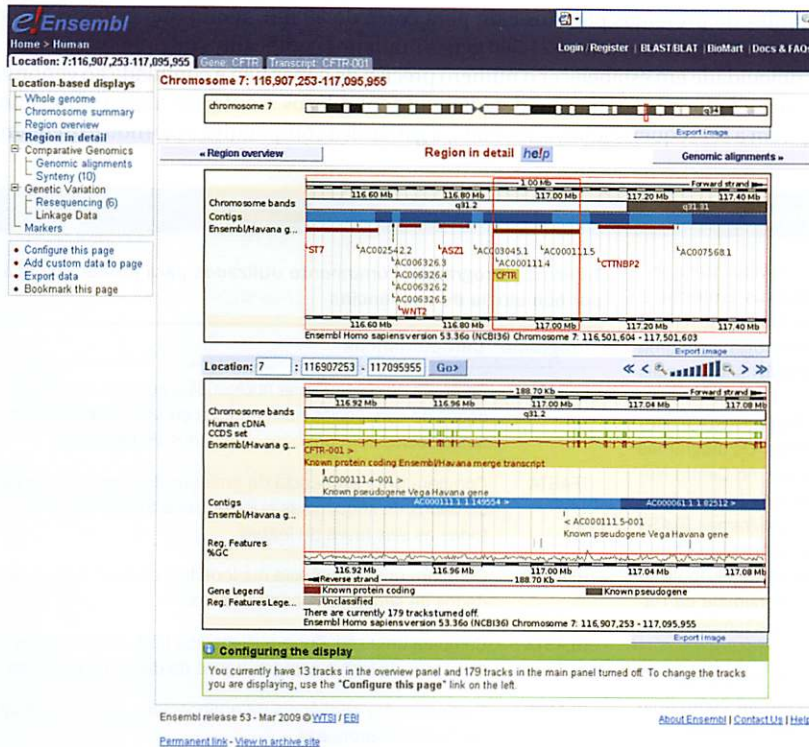 e!Ensembl
Home > Human
Login / Register | BLAST/BLAT | BioMart | Docs & FAQs
Location: 7:116,907,253-117,095,955 Gene: CFTR Transcript: CFTR-001
Location-based displays
Whole genome
Chromosome summary
Region overview
Region in detail
Comparative Genomics
Genomic alignments
Synteny (10)
Genetic Variation
Resequencing (6)
Linkage Data
Markers
• Configure this page
• Add custom data to page
• Export data
• Bookmark this page
Chromosome 7: 116,907,253-117,095,955
chromosome 7
q34
Export image
« Region overview
Region in detail help
Genomic alignments »
1.00 Mb Forward strand
116.60 Mb 116.80 Mb 117.00 Mb 117.20 Mb 117.40 Mb
Chromosome bands q31.2 q31.31
Contigs
Ensembl/Havana g...
ST7 AC002542.2 ASZ1 AC003045.1 AC000111.5 AC007568.1
AC006326.3 AC000111.4 CTTNBP2
AC006326.4 CFTR
AC006326.2
AC006326.5
WNT2
116.60 Mb 116.80 Mb 117.00 Mb 117.20 Mb 117.40 Mb
Ensembl Homo sapiens version 53.36o (NCBI36) Chromosome 7: 116,501,604 - 117,501,603
Export image
Location: 7 : 116907253 - 117095955 Go>
188.70 Kb Forward strand
116.92 Mb 116.96 Mb 117.00 Mb 117.04 Mb 117.08 Mb
Chromosome bands q31.2
Human cDNA
CCDS set
Ensembl/Havana g...
CFTR-001 >
Known protein coding Ensembl/Havana merge transcript
AC000111.4-001 >
Known pseudogene Vega Havana gene
Contigs AC000111.1.1.149554 > AC000061.1.1.82512 >
Ensembl/Havana g...
< AC000111.5-001
Known pseudogene Vega Havana gene
Reg. Features
%GC
116.92 Mb 116.96 Mb 117.00 Mb 117.04 Mb 117.08 Mb
Reverse strand 188.70 Kb
Gene Legend Known protein coding Known pseudogene
Reg. Features Lege... Unclassified
There are currently 179 tracks turned off.
Ensembl Homo sapiens version 53.36o (NCBI36) Chromosome 7: 116,907,253 - 117,095,955
Export image
Configuring the display
You currently have 13 tracks in the overview panel and 179 tracks in the main panel turned off. To change the tracks
you are displaying, use the "Configure this page" link on the left.
Ensembl release 53 - Mar 2009 © WTSI / EBI
About Ensembl | Contact Us | Help
Permanent link - View in archive site